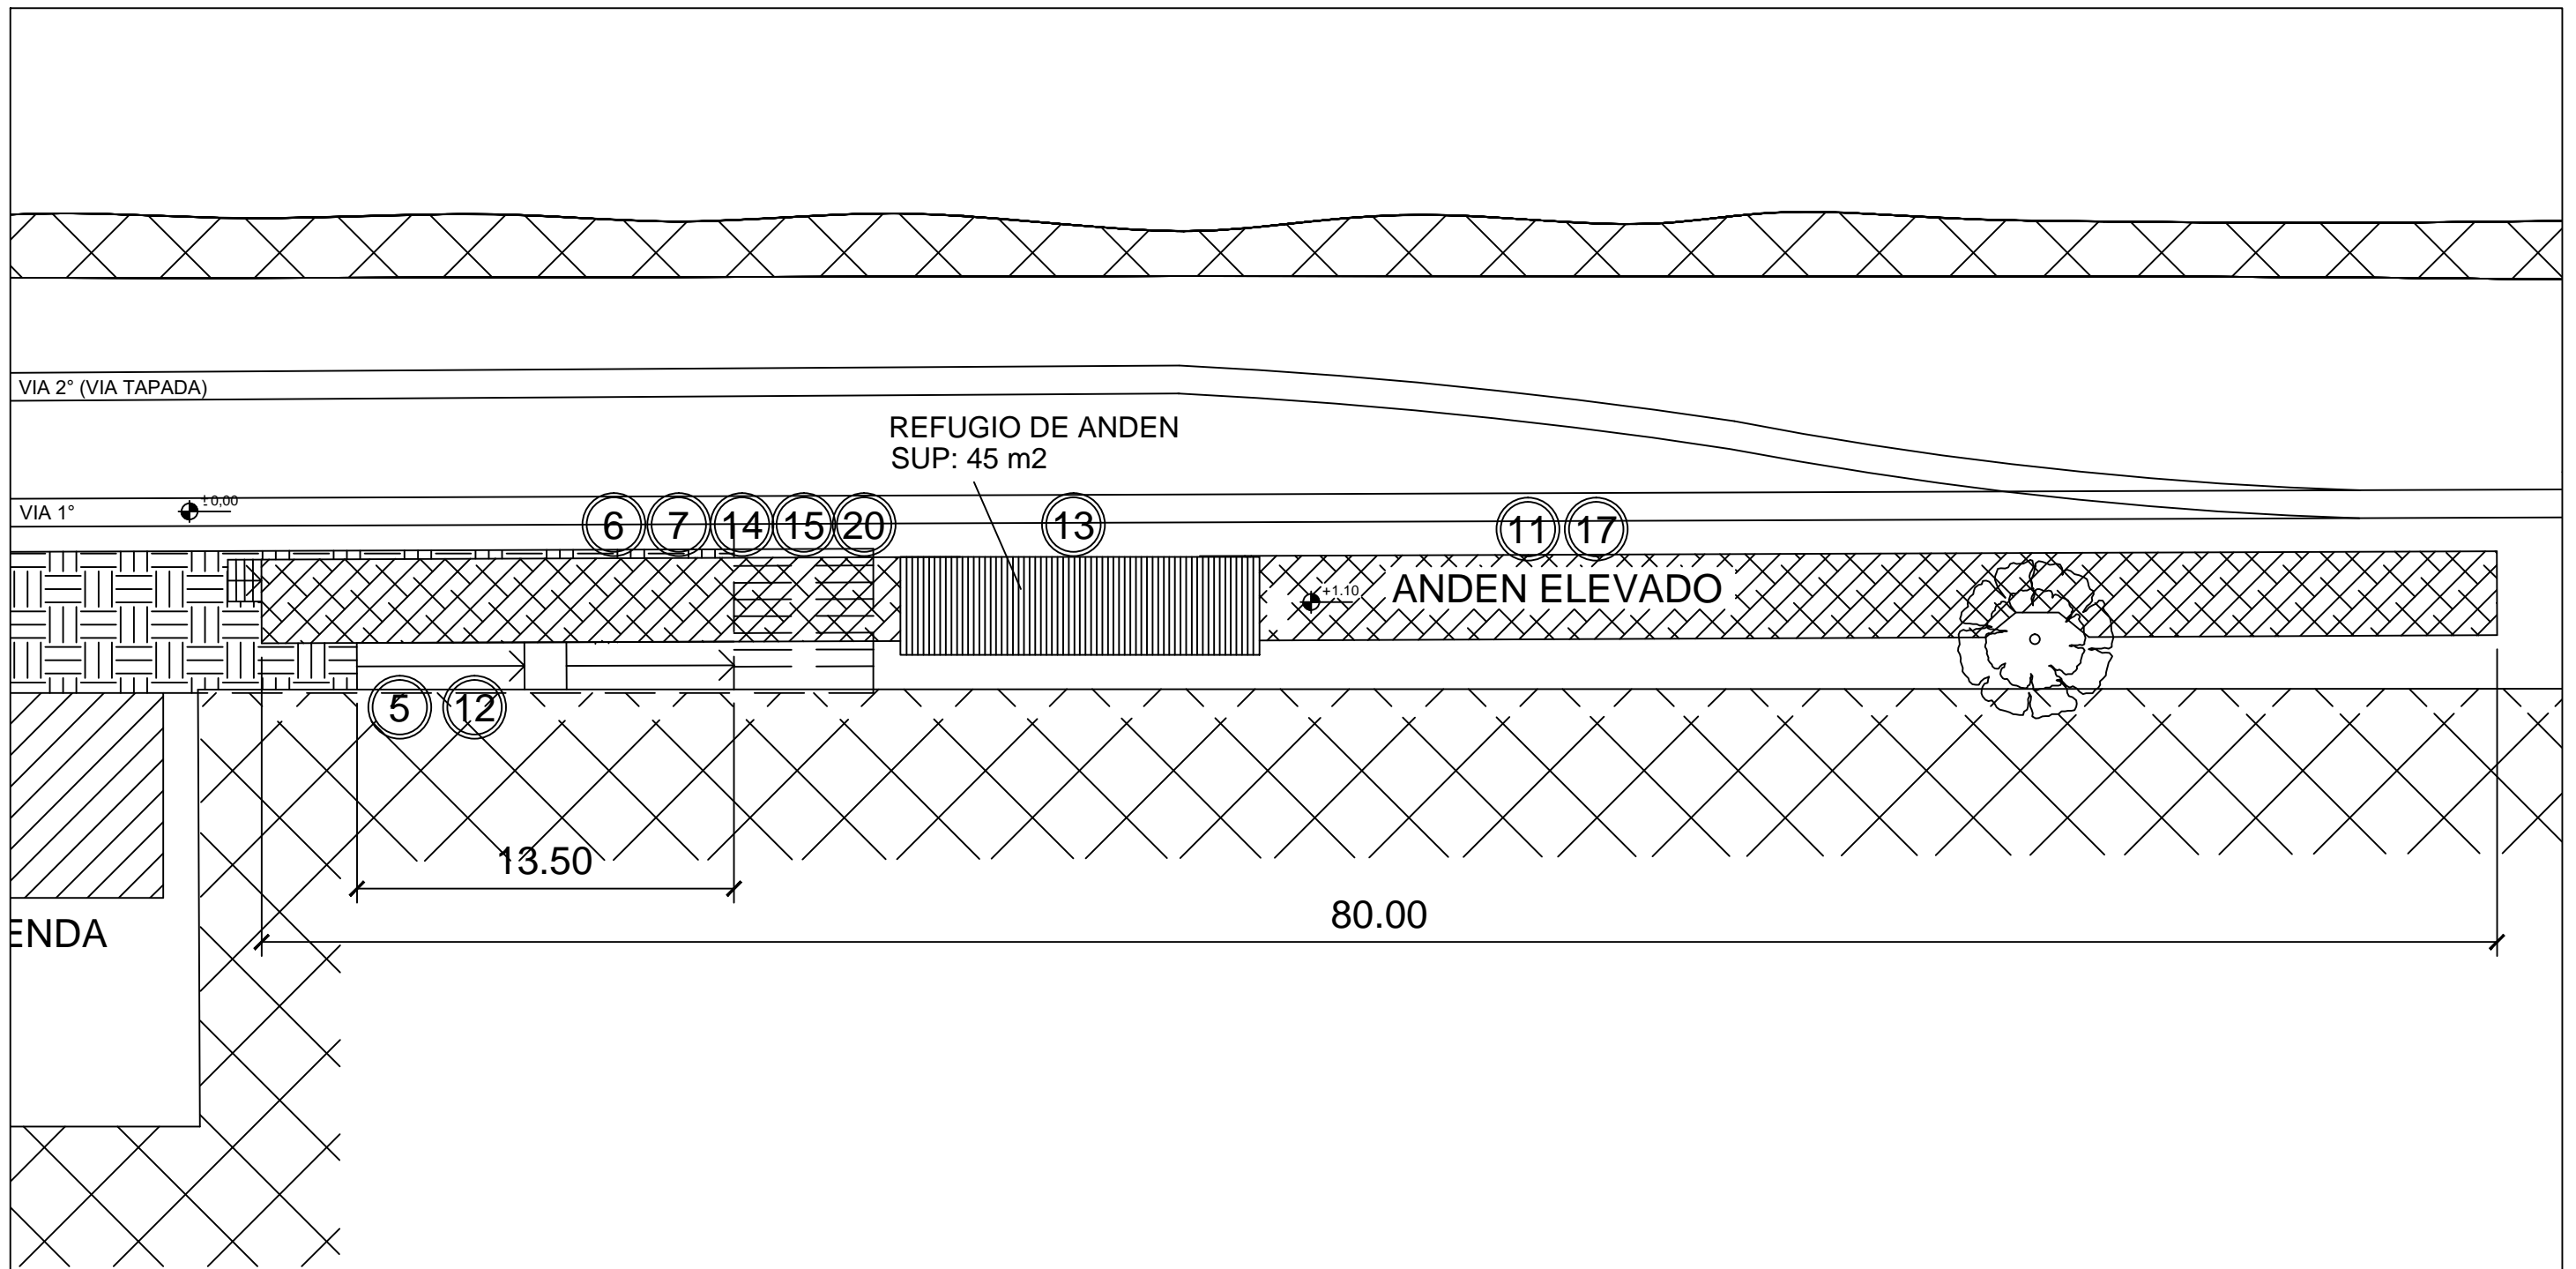 VIA 2° (VIA TAPADA)
REFUGIO DE ANDEN
SUP: 45 m2
VIA 1°
±0,00
6
7
14
15
20
13
11
17
+1.10
ANDEN ELEVADO
5
12
13.50
80.00
ENDA